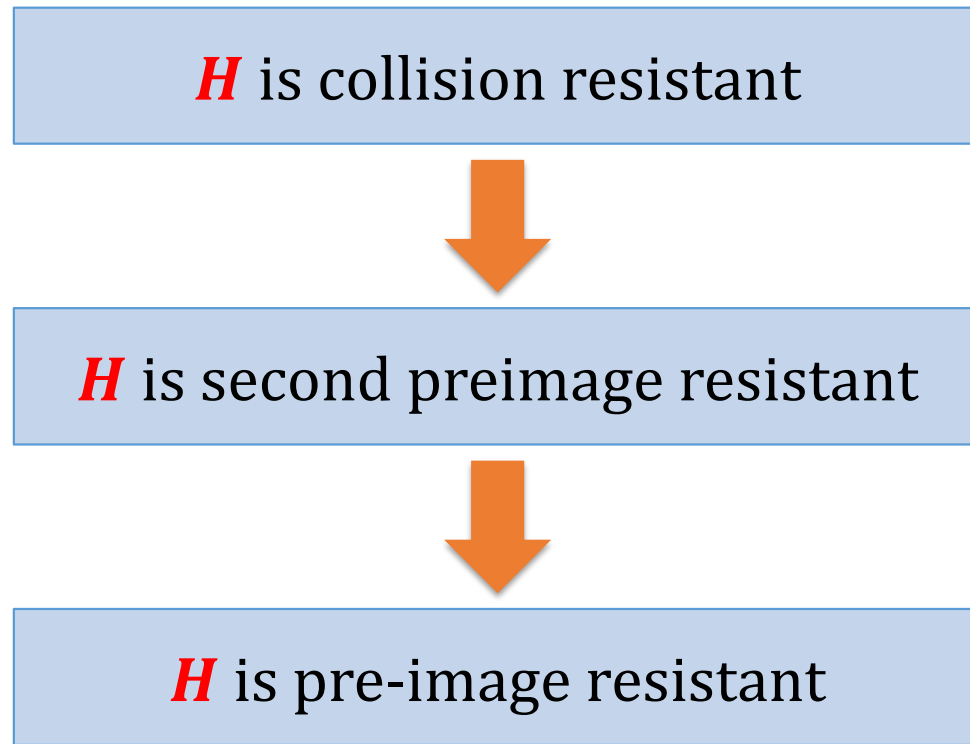 H is collision resistant
H is second preimage resistant
H is pre-image resistant